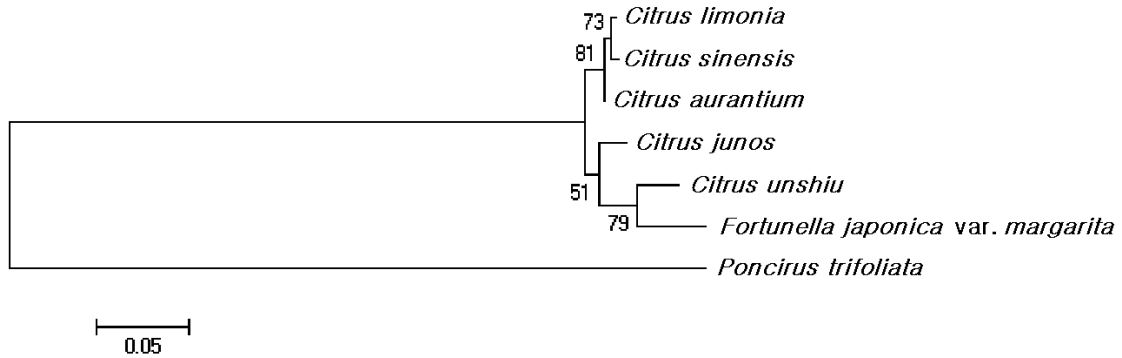 73
Citrus limonia
81
Citrus sinensis
Citrus aurantium
Citrus junos
51
Citrus unshiu
79
Fortunella japonica var. margarita
Poncirus trifoliata
0.05